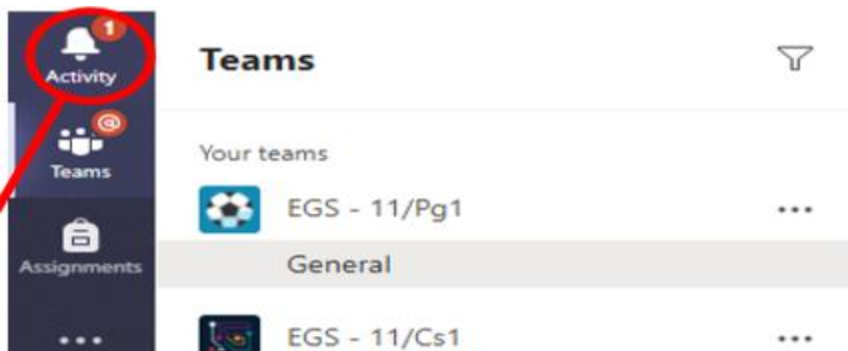 1
Activity
@
Teams
Assignments
Teams
Your teams
EGS - 11/Pg1
General
EGS - 11/Cs1